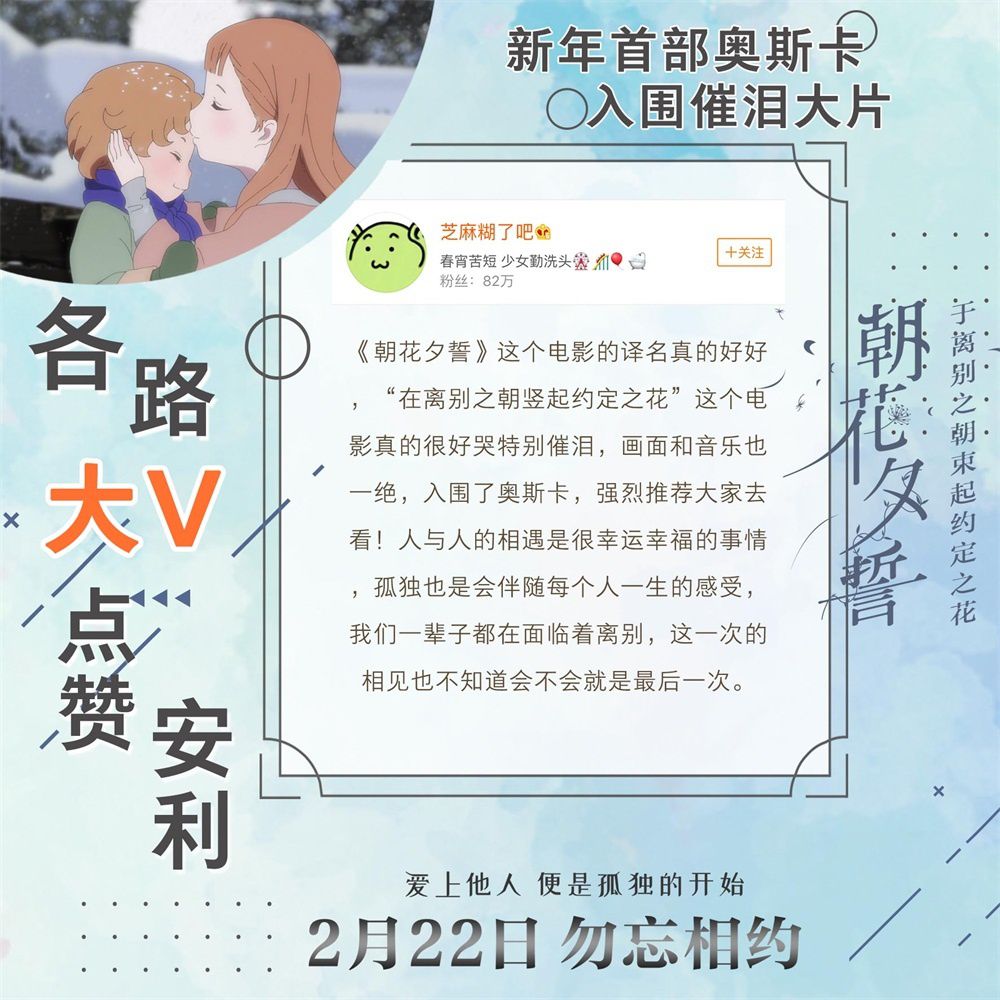 新年首部奥斯卡
入围催泪大片
芝麻糊了吧
春宵苦短 少女勤洗头
粉丝：82万
十关注
《朝花夕誓》这个电影的译名真的好好
，“在离别之朝竖起约定之花”这个电
影真的很好哭特别催泪，画面和音乐也
一绝，入围了奥斯卡，强烈推荐大家去
看！人与人的相遇是很幸运幸福的事情
，孤独也是会伴随每个人一生的感受，
我们一辈子都在面临着离别，这一次的
相见也不知道会不会就是最后一次。
各路
大V
点赞
安利
朝花夕誓
于离别之朝束起约定之花
爱上他人 便是孤独的开始
2月22日 勿忘相约